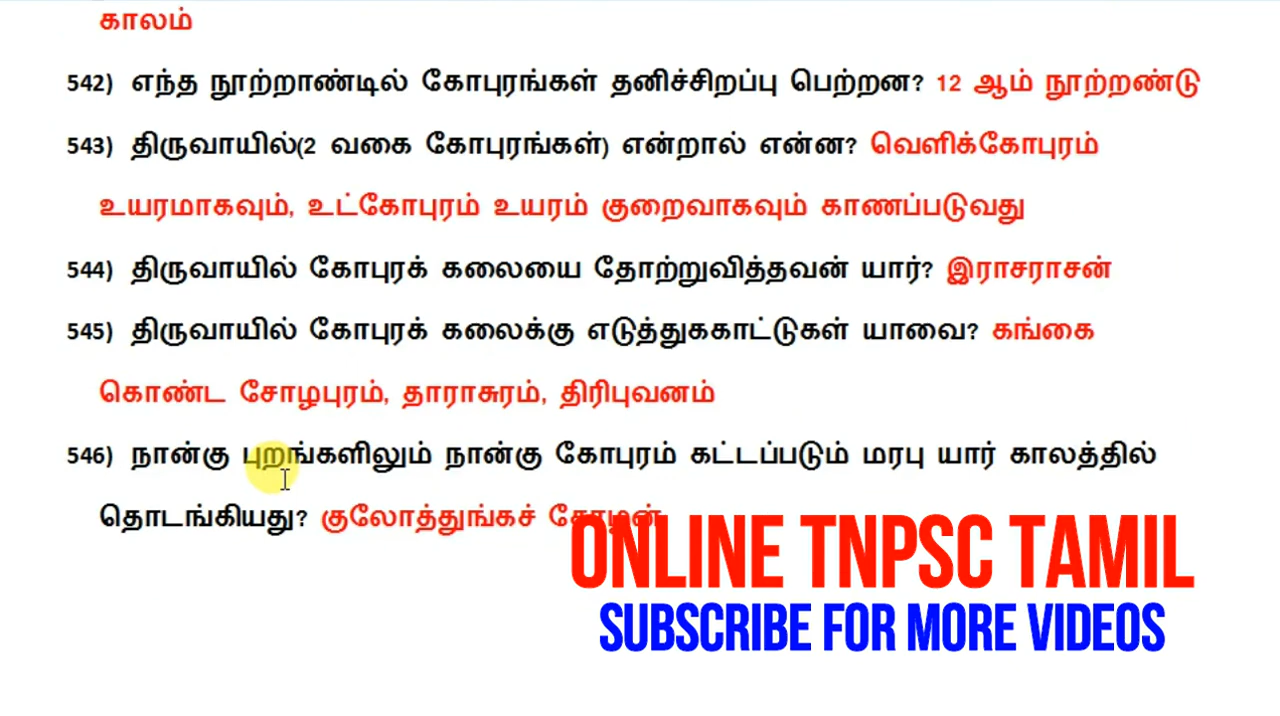 காலம்
542) எந்த நூற்றாண்டில் கோபுரங்கள் தனிச்சிறப்பு பெற்றன? 12 ஆம் நூற்றண்டு
543) திருவாயில்(2 வகை கோபுரங்கள்) என்றால் என்ன? வெளிக்கோபுரம்
உயரமாகவும், உட்கோபுரம் உயரம் குறைவாகவும் காணப்படுவது
544) திருவாயில் கோபுரக் கலையை தோற்றுவித்தவன் யார்? இராசராசன்
545) திருவாயில் கோபுரக் கலைக்கு எடுத்துககாட்டுகள் யாவை? கங்கை
கொண்ட சோழபுரம், தாராசுரம், திரிபுவனம்
546) நான்கு புறங்களிலும் நான்கு கோபுரம் கட்டப்படும் மரபு யார் காலத்தில்
தொடங்கியது? குலோத்துங்கச் சோழன்
ONLINE TNPSC TAMIL
SUBSCRIBE FOR MORE VIDEOS